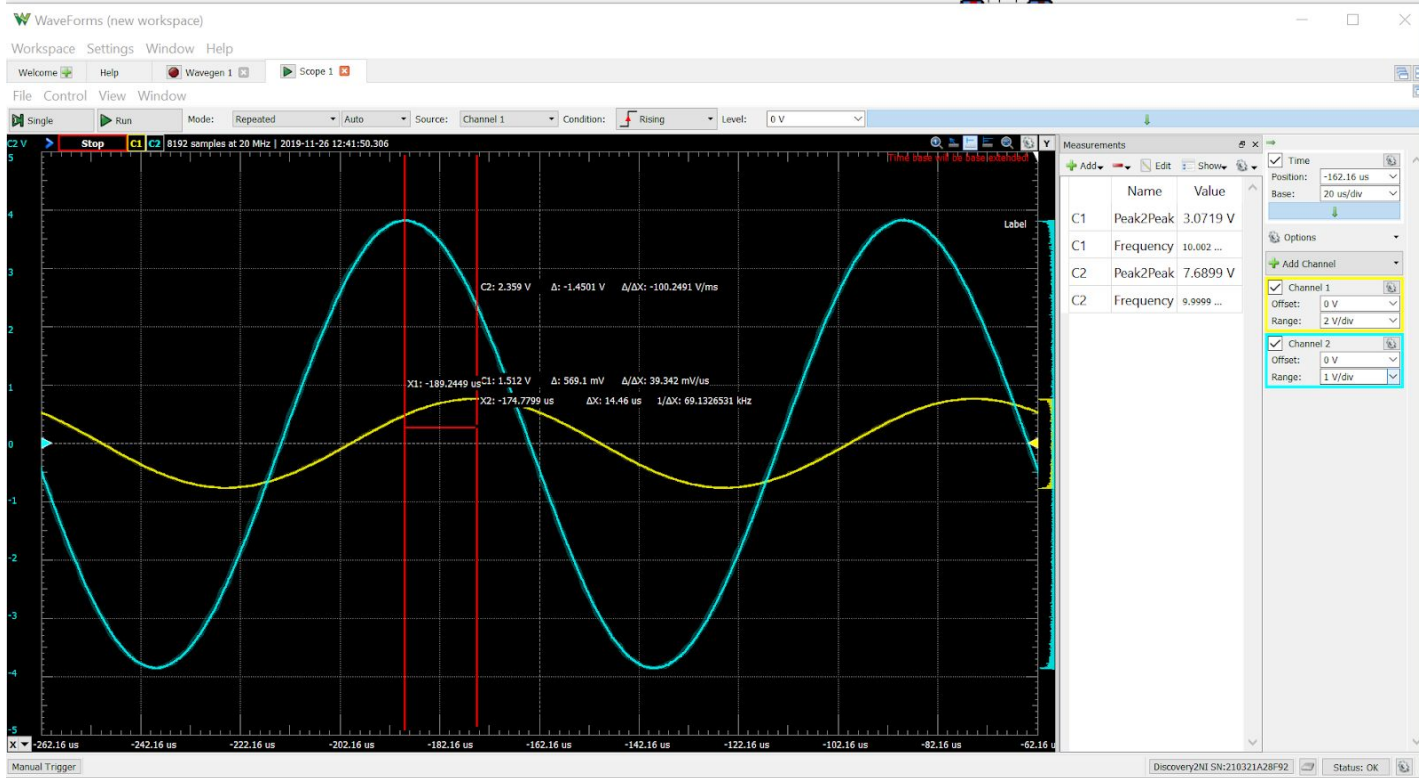 WaveForms (new workspace)
Workspace Settings Window Help
Welcome Help Wavegen 1 Scope 1
File Control View Window
Single Run Mode: Repeated Auto Source: Channel 1 Condition: Rising Level: 0 V
C2 V Stop C1 C2 8192 samples at 20 MHz | 2019-11-26 12:41:50.306 Y
Time base will be base extended!
Label
5
4
3
2
1
0
-1
-2
-3
-4
-5
C2: 2.359 V Δ: -1.4501 V Δ/ΔX: -100.2491 V/ms
X1: -189.2449 us C1: 1.512 V Δ: 569.1 mV Δ/ΔX: 39.342 mV/us
X2: -174.7799 us ΔX: 14.46 us 1/ΔX: 69.1326531 kHz
X -262.16 us -242.16 us -222.16 us -202.16 us -182.16 us -162.16 us -142.16 us -122.16 us -102.16 us -82.16 us -62.16 u
Measurements
Add Edit Show
Name Value
C1 Peak2Peak 3.0719 V
C1 Frequency 10.002 ...
C2 Peak2Peak 7.6899 V
C2 Frequency 9.9999 ...
Time
Position: -162.16 us
Base: 20 us/div
Options
Add Channel
Channel 1
Offset: 0 V
Range: 2 V/div
Channel 2
Offset: 0 V
Range: 1 V/div
Manual Trigger Discovery2NI SN:210321A28F92 Status: OK